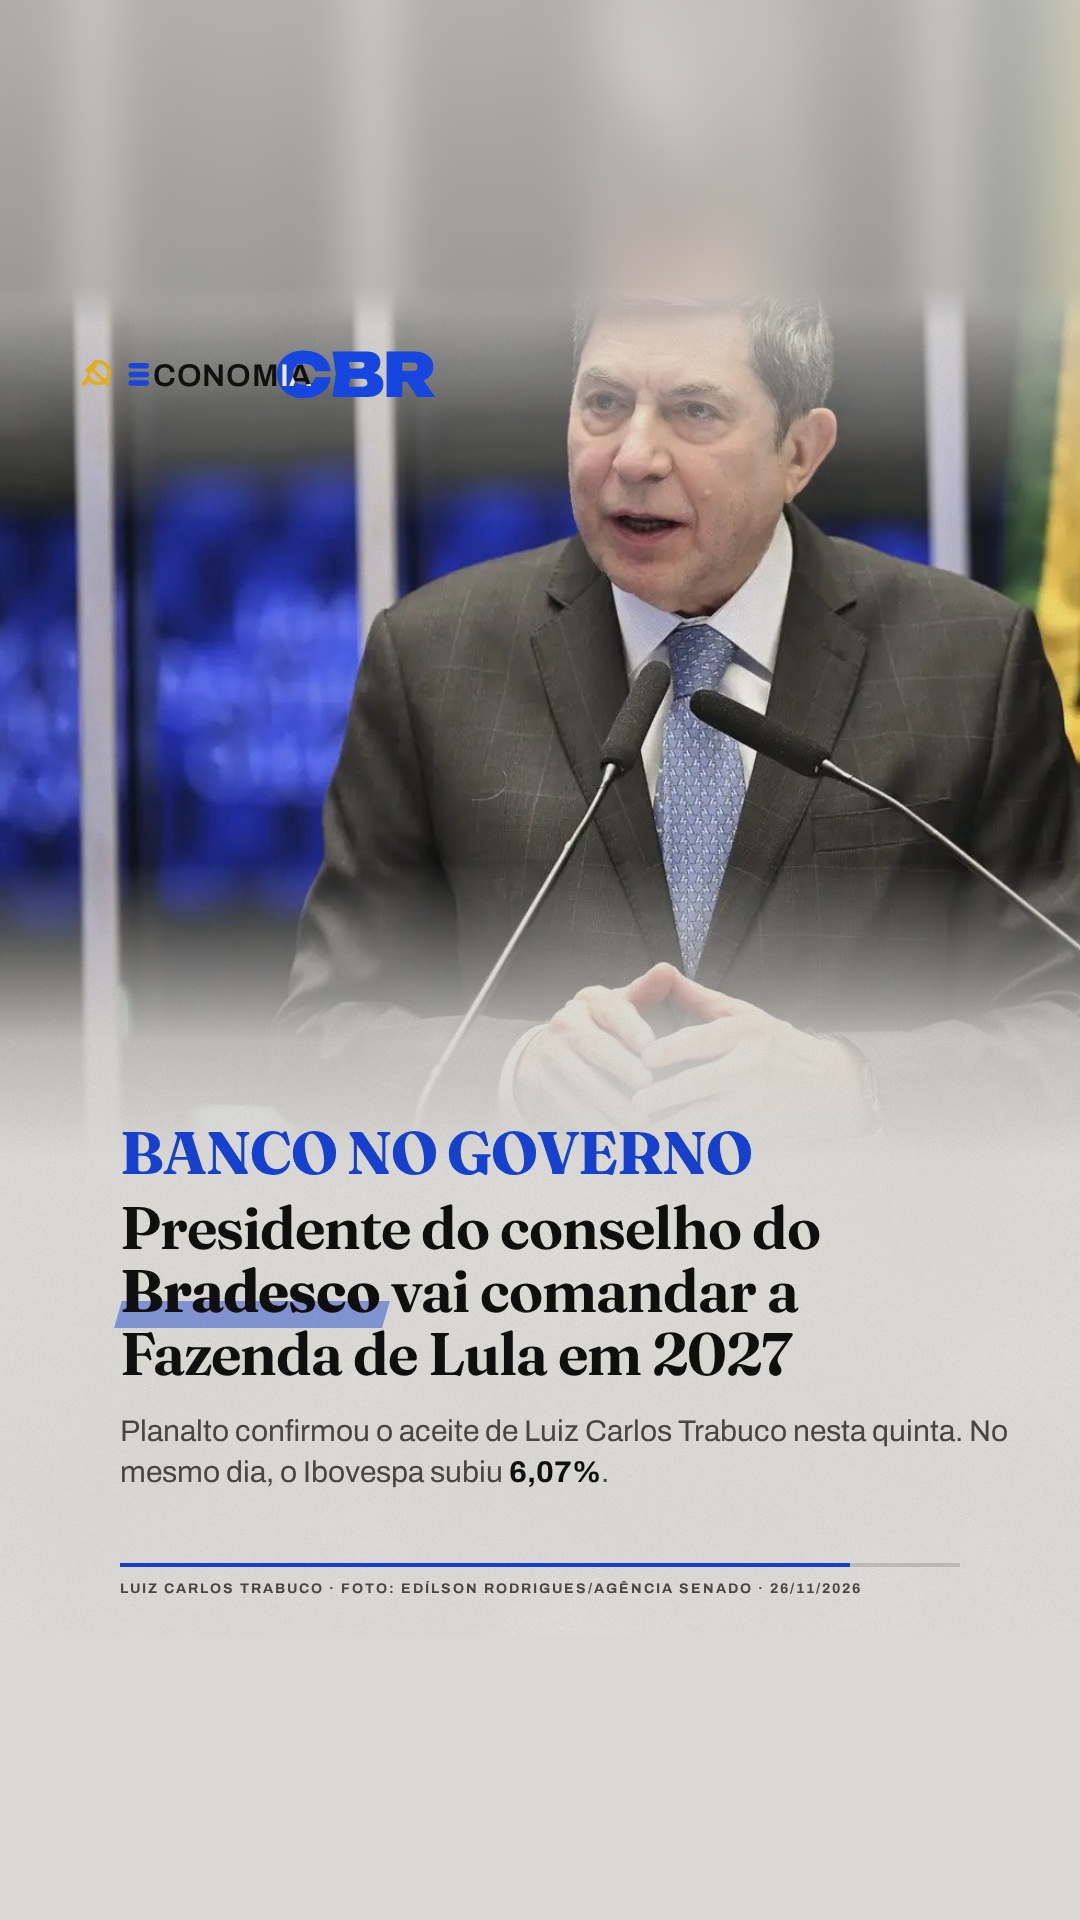 ECONOMIA CBR
BANCO NO GOVERNO
Presidente do conselho do
Bradesco vai comandar a
Fazenda de Lula em 2027
Planalto confirmou o aceite de Luiz Carlos Trabuco nesta quinta. No
mesmo dia, o Ibovespa subiu 6,07%.
LUIZ CARLOS TRABUCO · FOTO: EDÍLSON RODRIGUES/AGÊNCIA SENADO · 26/11/2026